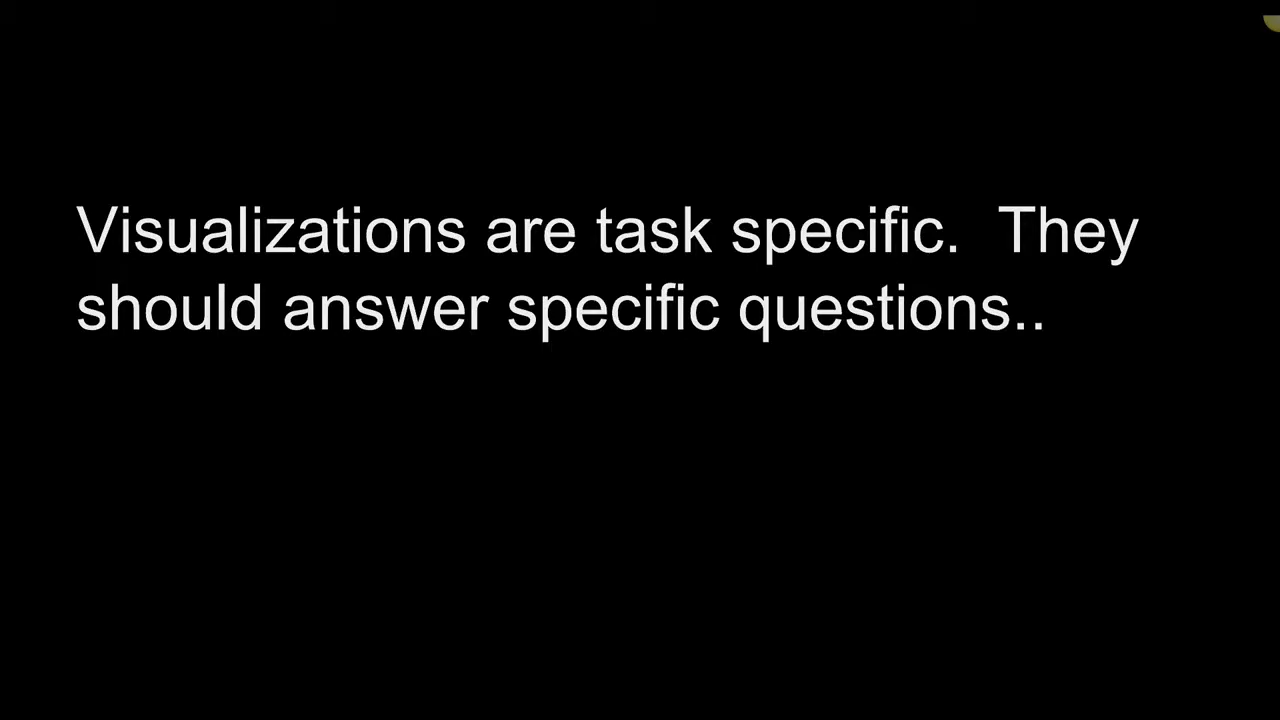 Visualizations are task specific.  They
should answer specific questions..